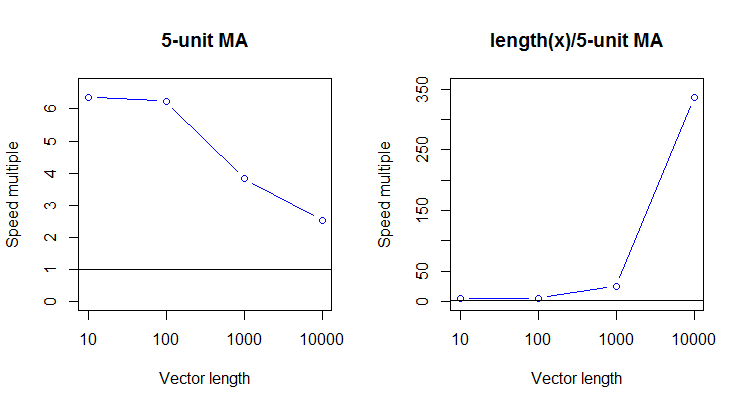 5-unit MA
Speed multiple
6
5
4
3
2
1
0
10 100 1000 10000
Vector length
length(x)/5-unit MA
Speed multiple
350
250
150
50
0
10 100 1000 10000
Vector length